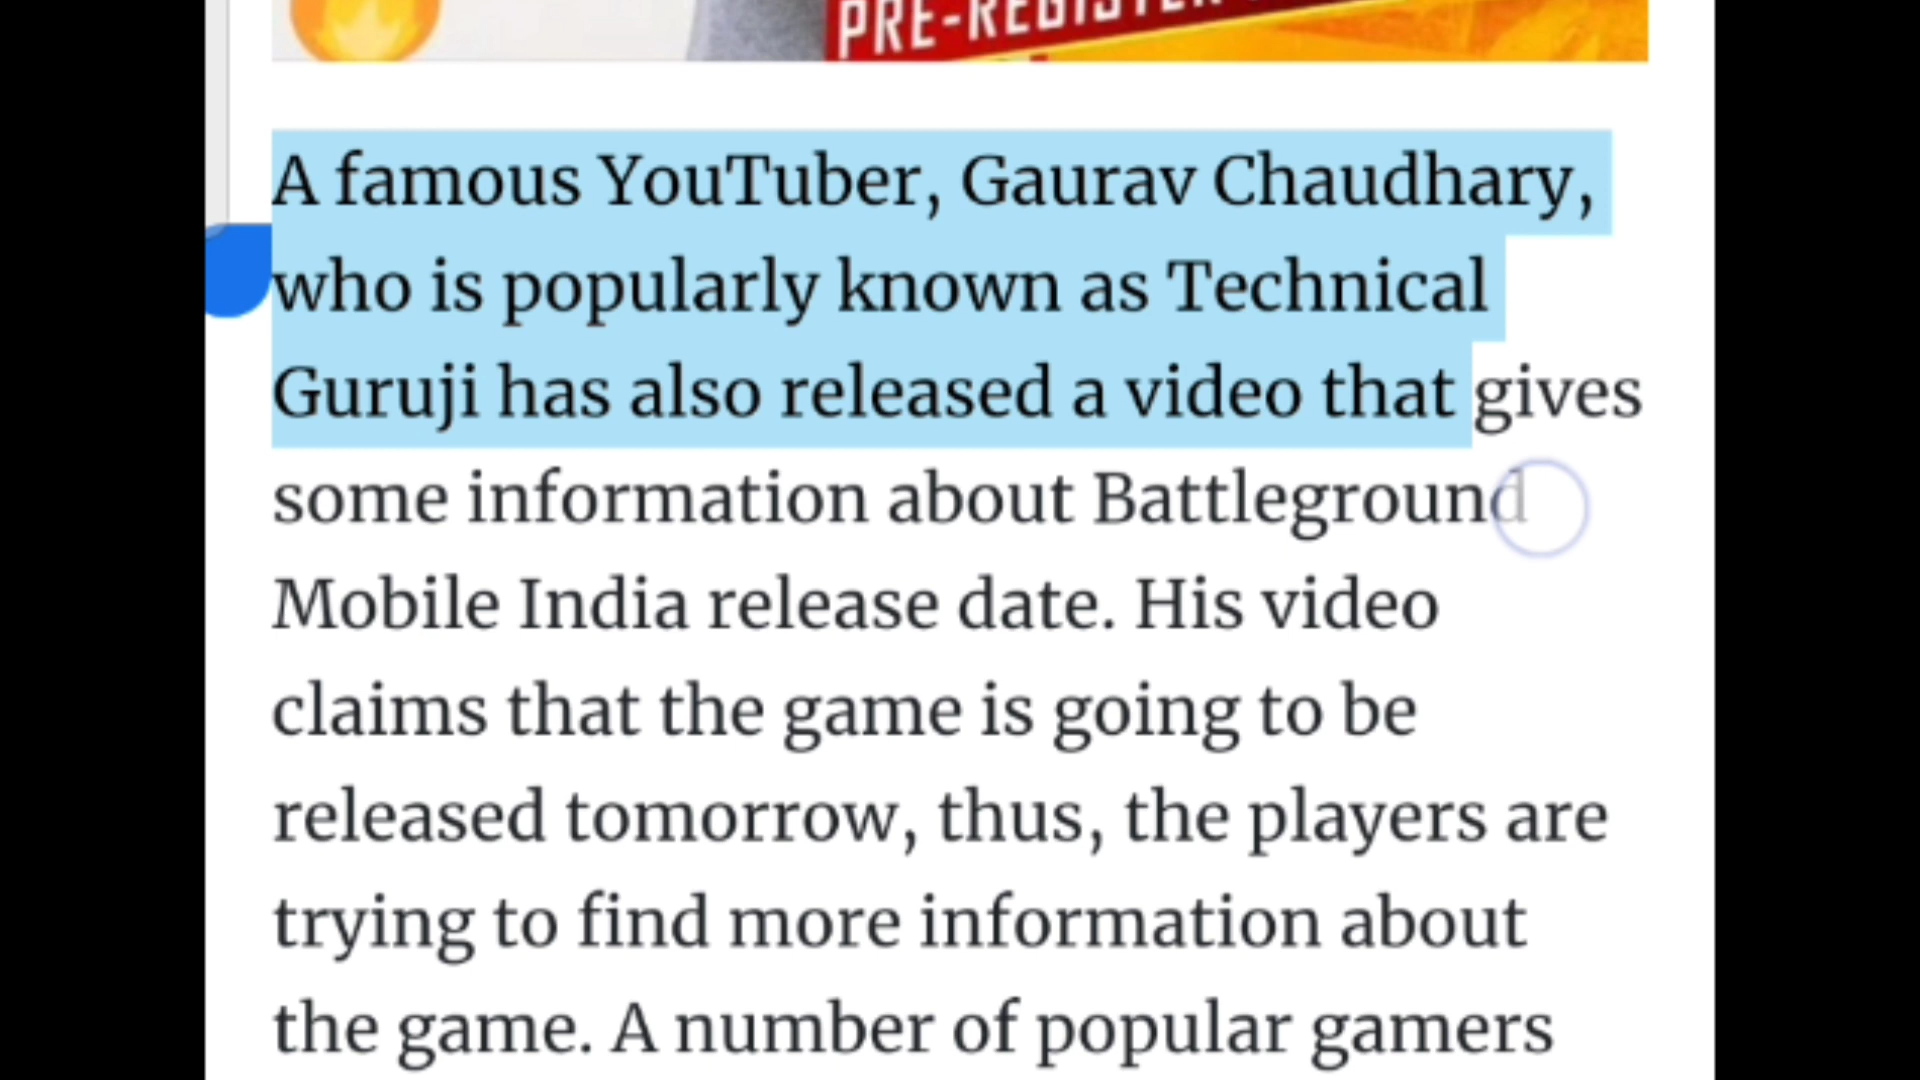 PRE-REGISTER
A famous YouTuber, Gaurav Chaudhary,
who is popularly known as Technical
Guruji has also released a video that gives
some information about Battleground
Mobile India release date. His video
claims that the game is going to be
released tomorrow, thus, the players are
trying to find more information about
the game. A number of popular gamers